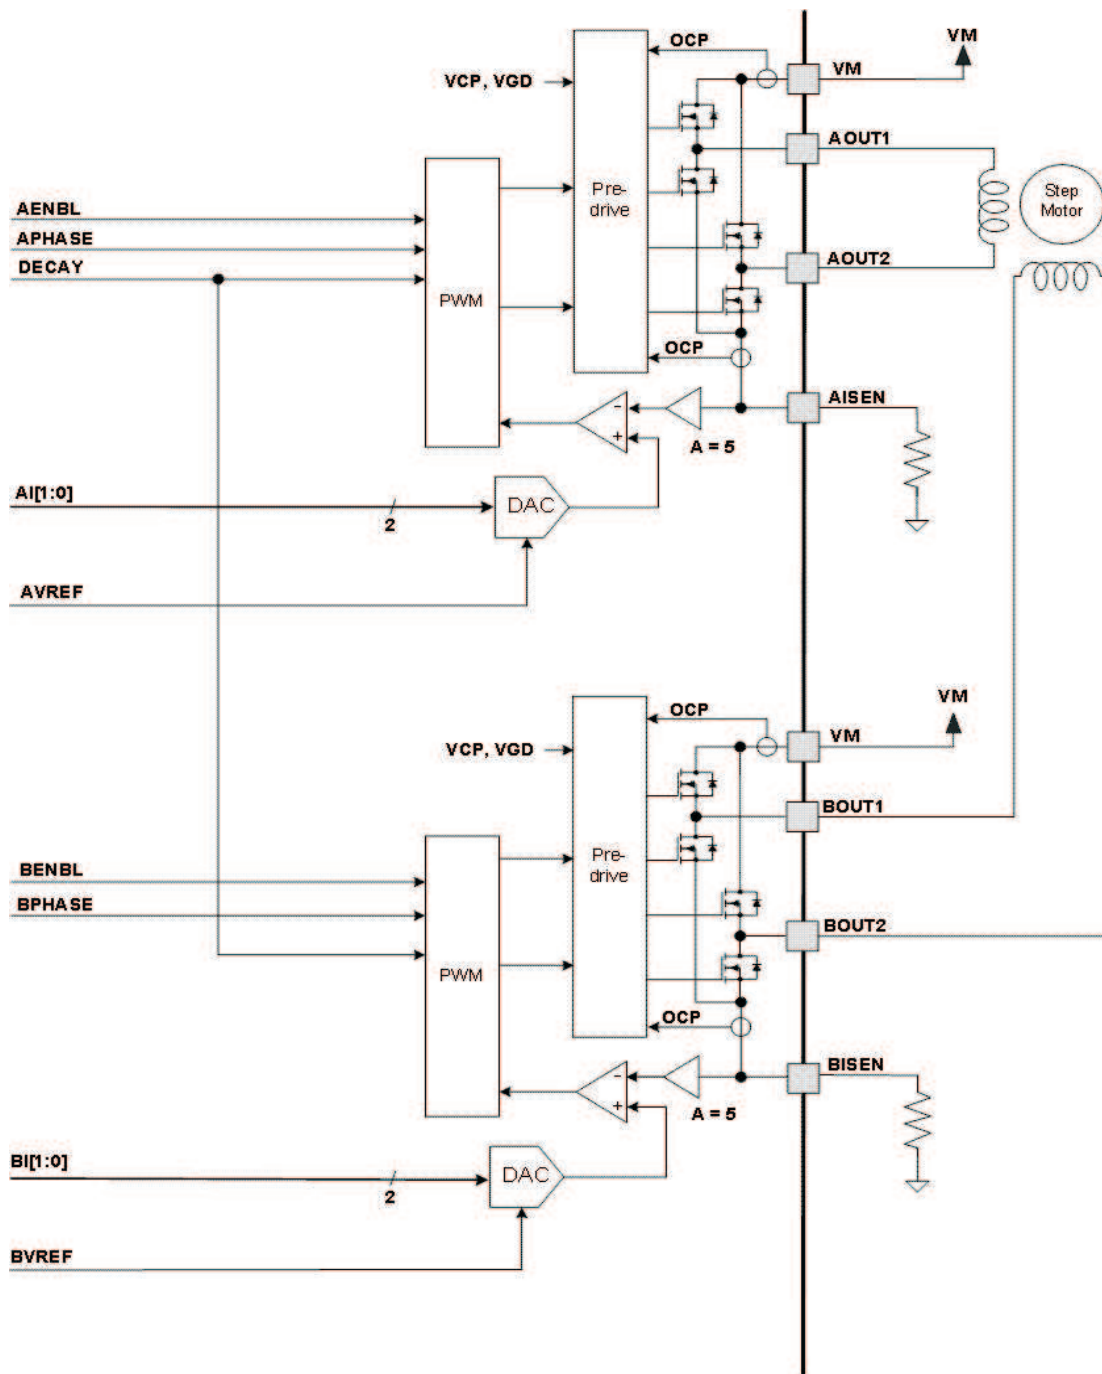 OCP
VM
VM
VCP, VGD
AOUT1
Pre-
drive
Step
Motor
AENBL
APHASE
DECAY
AOUT2
PWM
OCP
-
+
A = 5
AISEN
AI[1:0]
2
DAC
AVREF
OCP
VM
VM
VCP, VGD
BOUT1
Pre-
drive
BENBL
BPHASE
BOUT2
PWM
OCP
-
+
A = 5
BISEN
BI[1:0]
2
DAC
BVREF